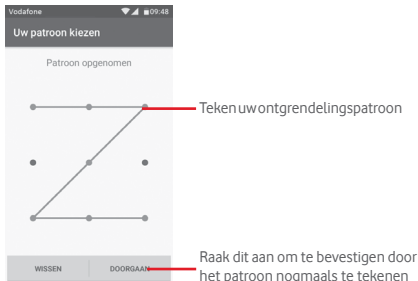 Vodafone 09:48
Uw patroon kiezen
Patroon opgenomen
Teken uw ontgrendelingspatroon
WISSEN DOORGAAN
Raak dit aan om te bevestigen door
het patroon nogmaals te tekenen